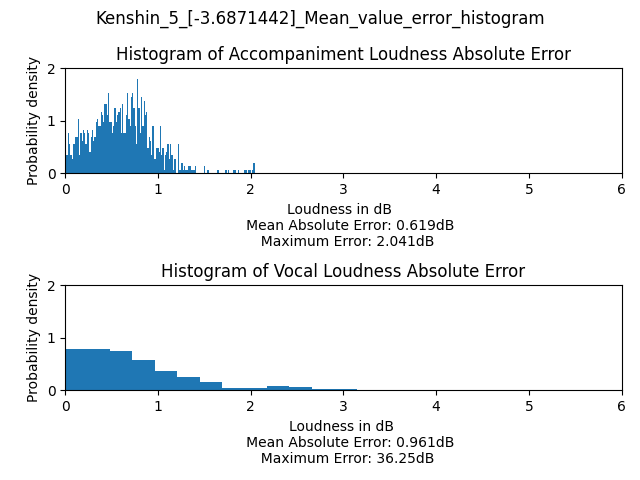 Kenshin_5_[-3.6871442]_Mean_value_error_histogram
Histogram of Accompaniment Loudness Absolute Error
Probability density
2
1
0
0 1 2 3 4 5 6
Loudness in dB
Mean Absolute Error: 0.619dB
Maximum Error: 2.041dB
Histogram of Vocal Loudness Absolute Error
Probability density
2
1
0
0 1 2 3 4 5 6
Loudness in dB
Mean Absolute Error: 0.961dB
Maximum Error: 36.25dB